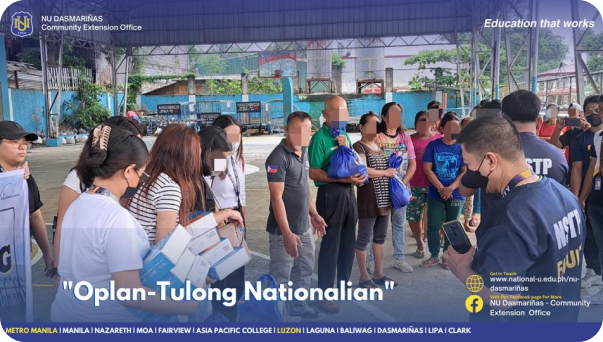 NU DASMARIÑAS
Community Extension Office
Education that works
NSTP
NSTP
"Oplan-Tulong Nationalian"
Get In Touch:
www.national-u.edu.ph/nu-dasmariñas
Visit Our Facebook page For More
NU Dasmariñas - Community Extension Office
METRO MANILA | MANILA | NAZARETH | MOA | FAIRVIEW | ASIA PACIFIC COLLEGE | LUZON | LAGUNA | BALIWAG | DASMARIÑAS | LIPA | CLARK